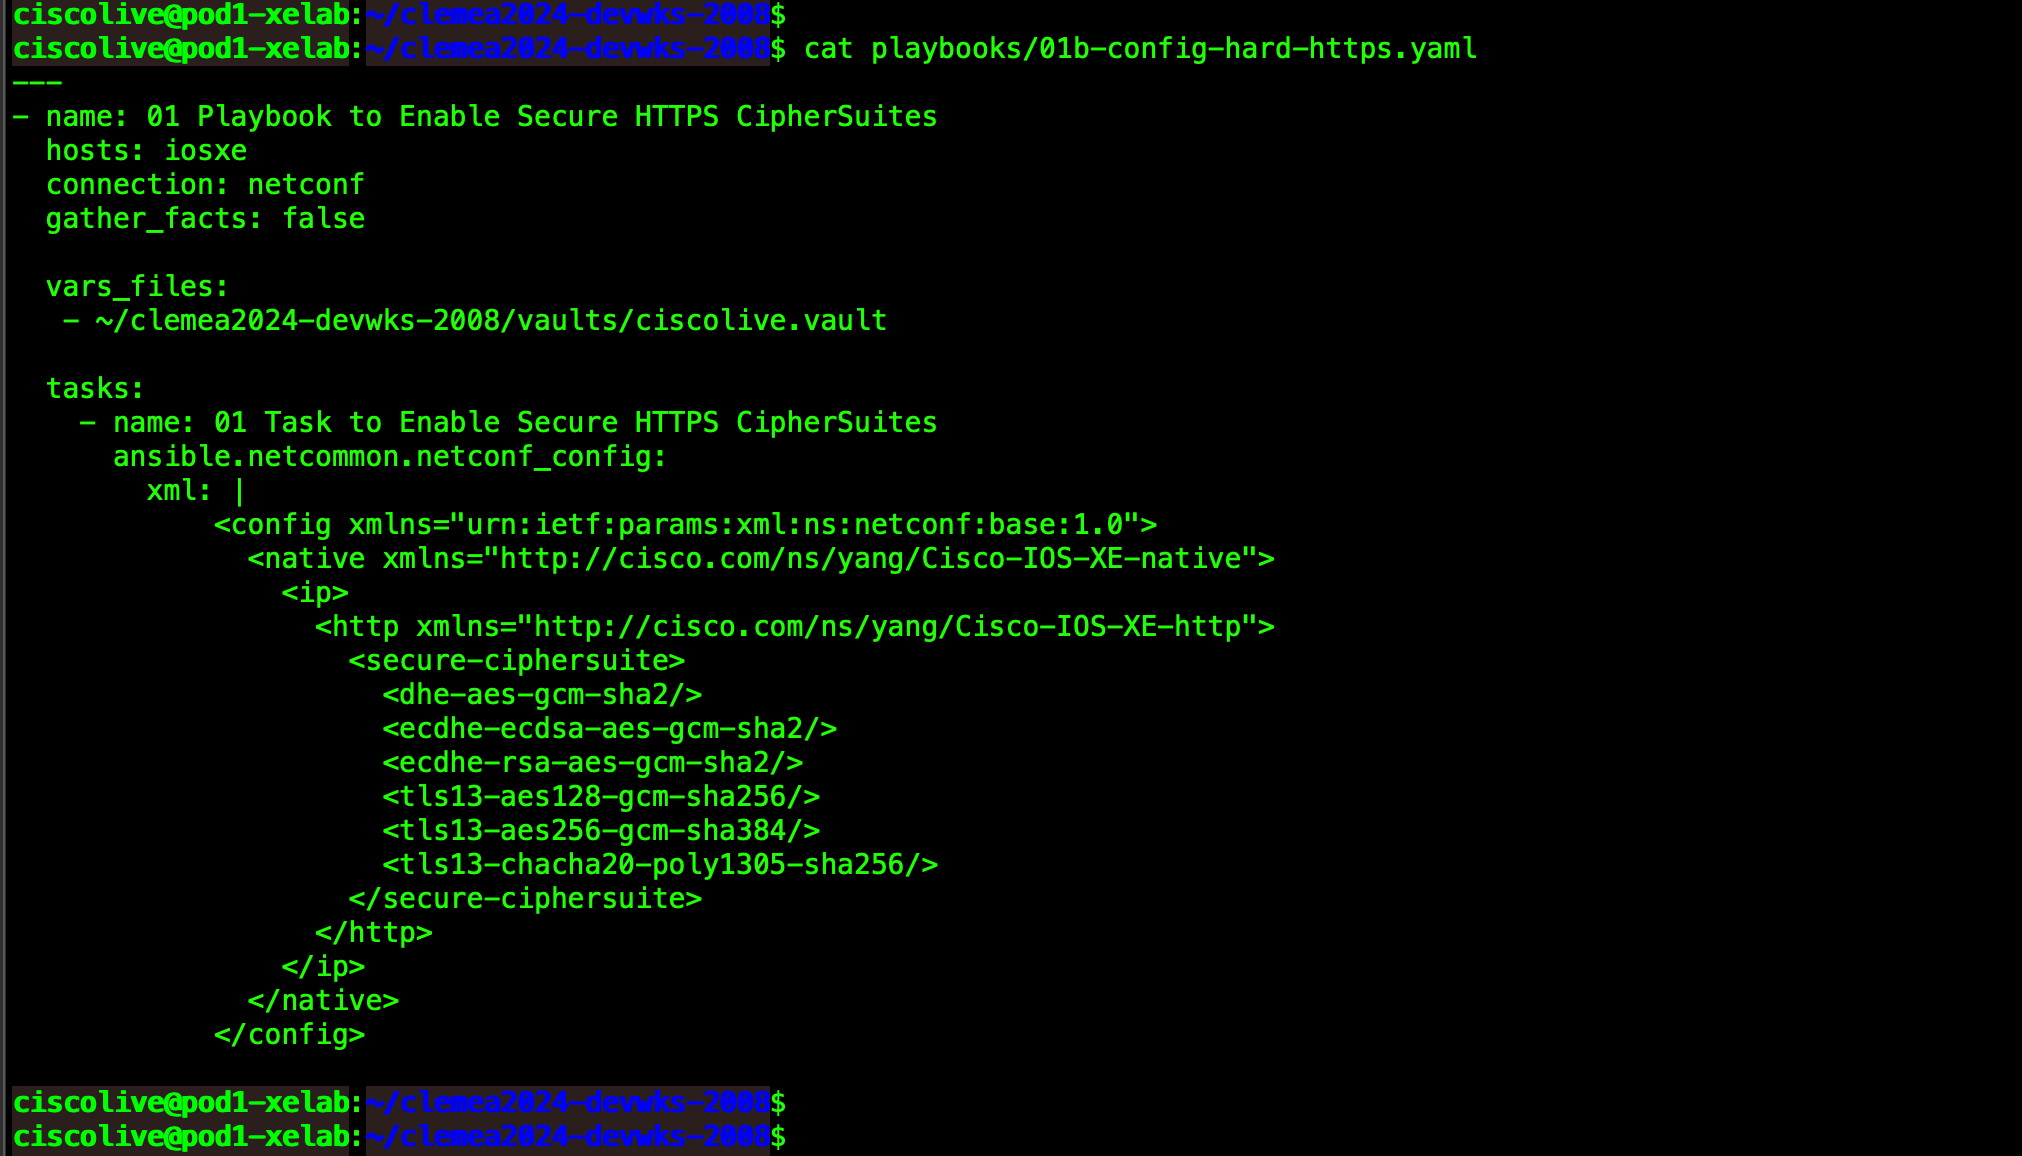 ciscolive@pod1-xelab:~/clemea2024-devwks-2008$
ciscolive@pod1-xelab:~/clemea2024-devwks-2008$ cat playbooks/01b-config-hard-https.yaml
---
- name: 01 Playbook to Enable Secure HTTPS CipherSuites
  hosts: iosxe
  connection: netconf
  gather_facts: false

  vars_files:
   - ~/clemea2024-devwks-2008/vaults/ciscolive.vault

  tasks:
    - name: 01 Task to Enable Secure HTTPS CipherSuites
      ansible.netcommon.netconf_config:
        xml: |
            <config xmlns="urn:ietf:params:xml:ns:netconf:base:1.0">
              <native xmlns="http://cisco.com/ns/yang/Cisco-IOS-XE-native">
                <ip>
                  <http xmlns="http://cisco.com/ns/yang/Cisco-IOS-XE-http">
                    <secure-ciphersuite>
                      <dhe-aes-gcm-sha2/>
                      <ecdhe-ecdsa-aes-gcm-sha2/>
                      <ecdhe-rsa-aes-gcm-sha2/>
                      <tls13-aes128-gcm-sha256/>
                      <tls13-aes256-gcm-sha384/>
                      <tls13-chacha20-poly1305-sha256/>
                    </secure-ciphersuite>
                  </http>
                </ip>
              </native>
            </config>

ciscolive@pod1-xelab:~/clemea2024-devwks-2008$
ciscolive@pod1-xelab:~/clemea2024-devwks-2008$